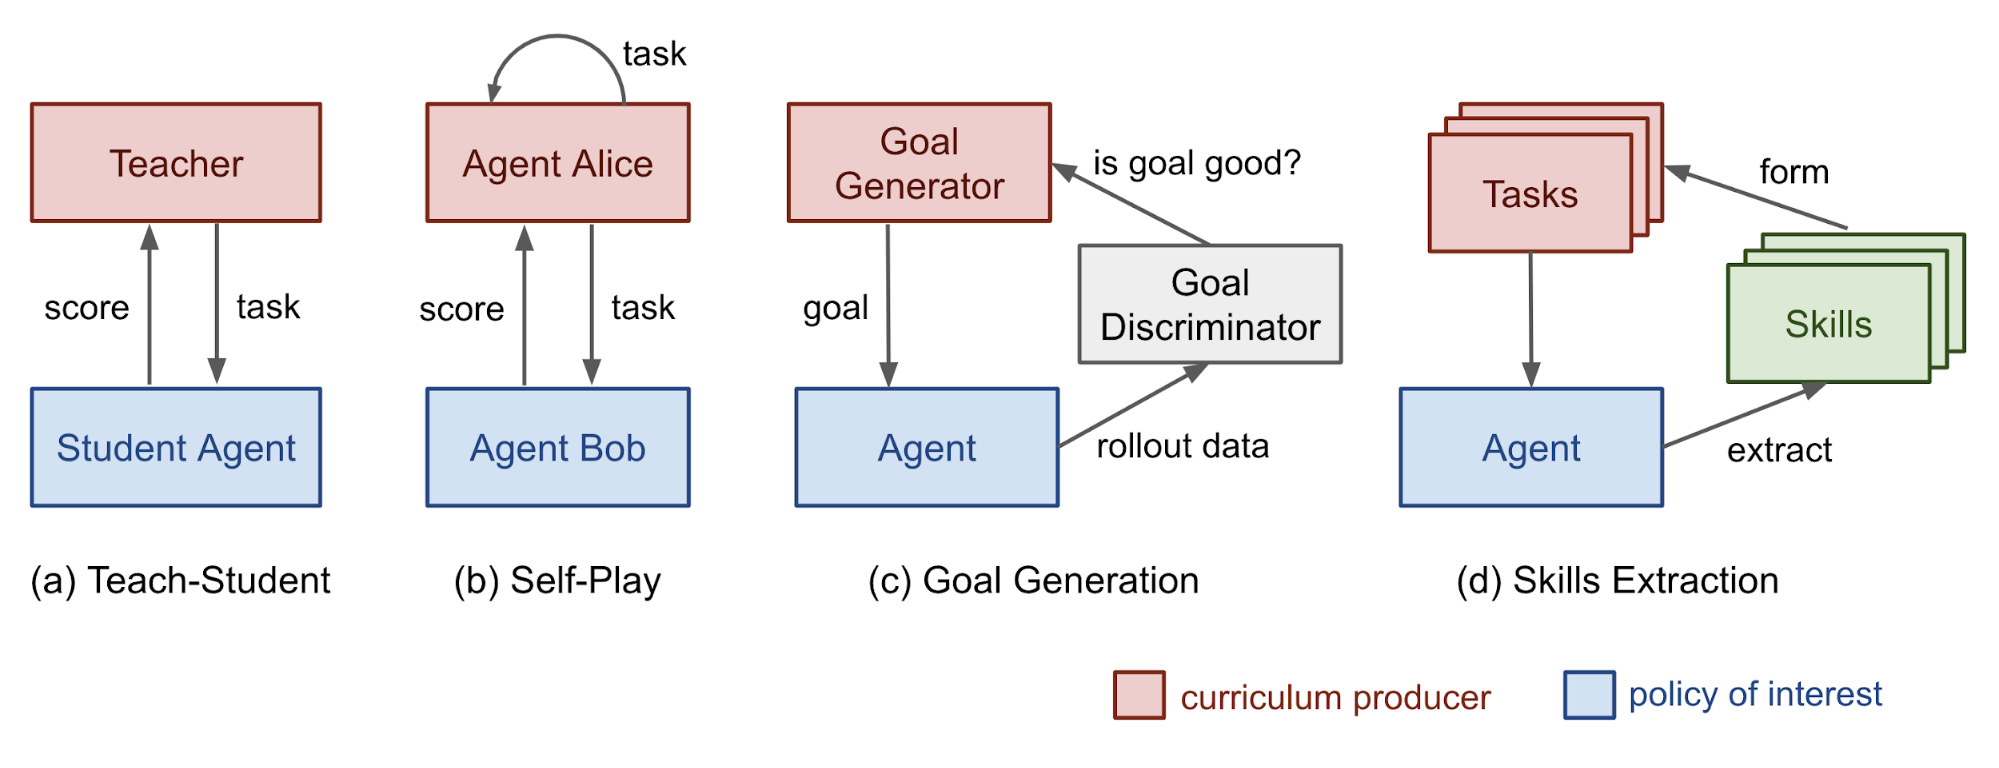 Teacher
score
task
Student Agent
(a) Teach-Student
task
Agent Alice
score
task
Agent Bob
(b) Self-Play
Goal
Generator
is goal good?
goal
Goal
Discriminator
Agent
rollout data
(c) Goal Generation
Tasks
form
Skills
Agent
extract
(d) Skills Extraction
curriculum producer
policy of interest